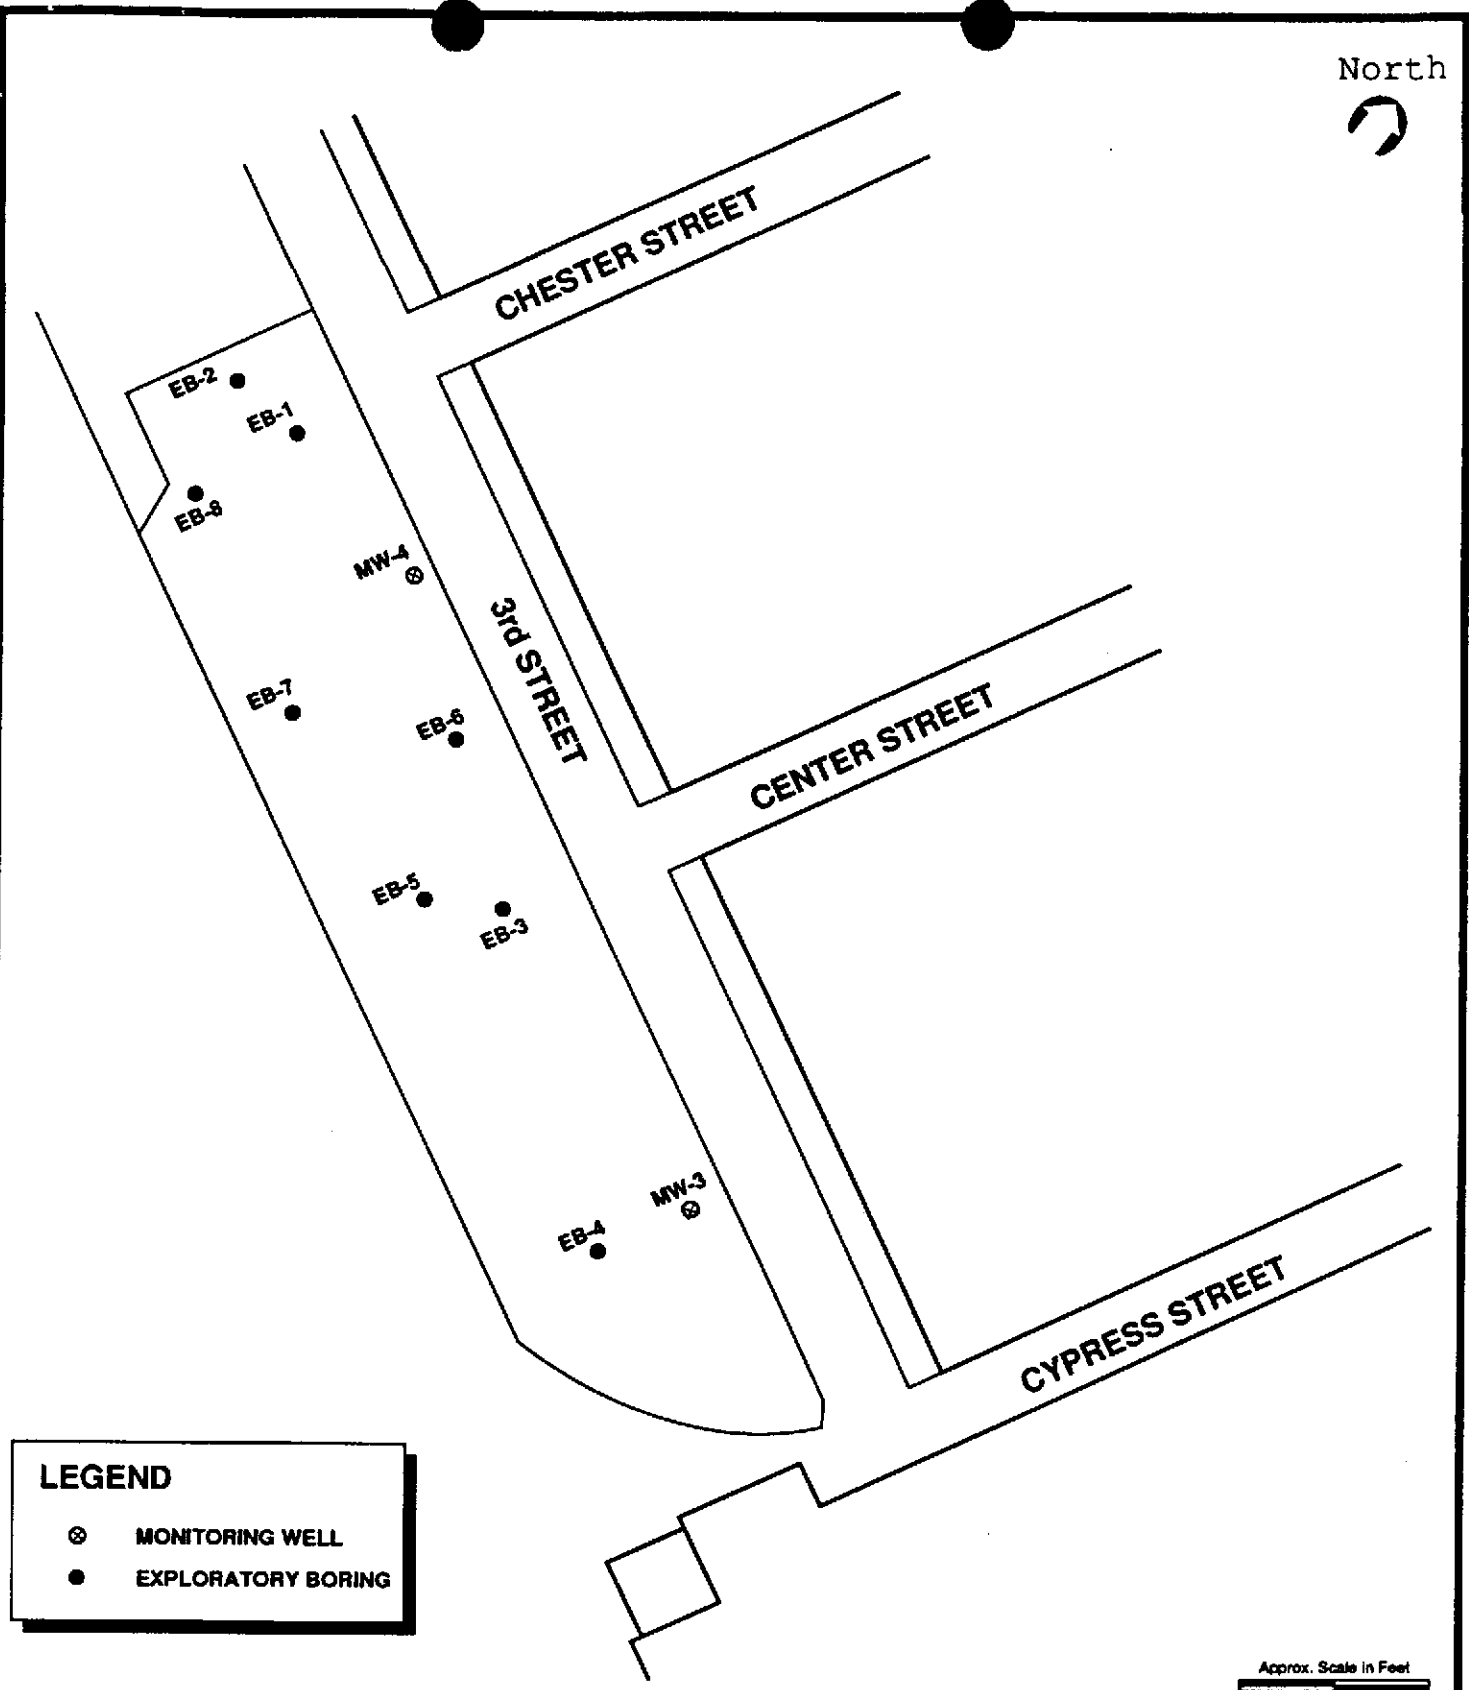 North
CHESTER STREET
EB-2
EB-1
EB-8
MW-4
3rd STREET
EB-7
EB-6
CENTER STREET
EB-5
EB-3
MW-3
EB-4
CYPRESS STREET
LEGEND
MONITORING WELL
EXPLORATORY BORING
Approx. Scale in Feet